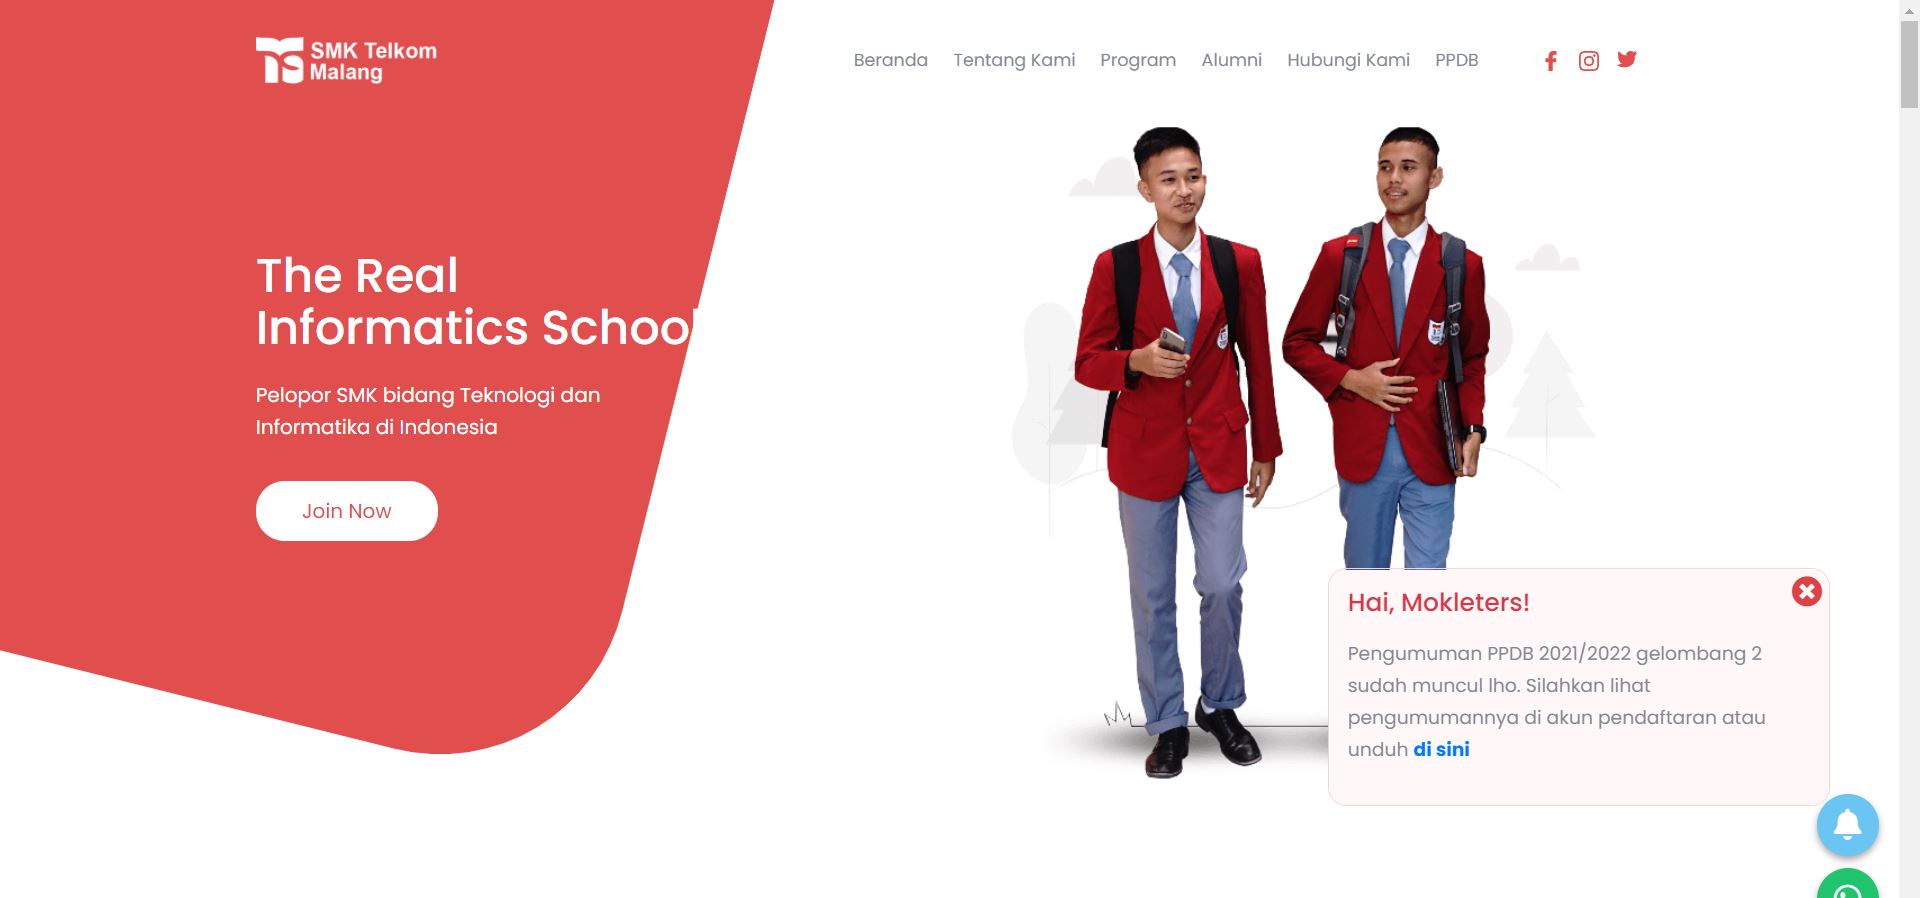 SMK Telkom
Malang
Beranda
Tentang Kami
Program
Alumni
Hubungi Kami
PPDB
The Real
Informatics School
Pelopor SMK bidang Teknologi dan
Informatika di Indonesia
Join Now
Hai, Mokleters!
Pengumuman PPDB 2021/2022 gelombang 2
sudah muncul lho. Silahkan lihat
pengumumannya di akun pendaftaran atau
unduh di sini